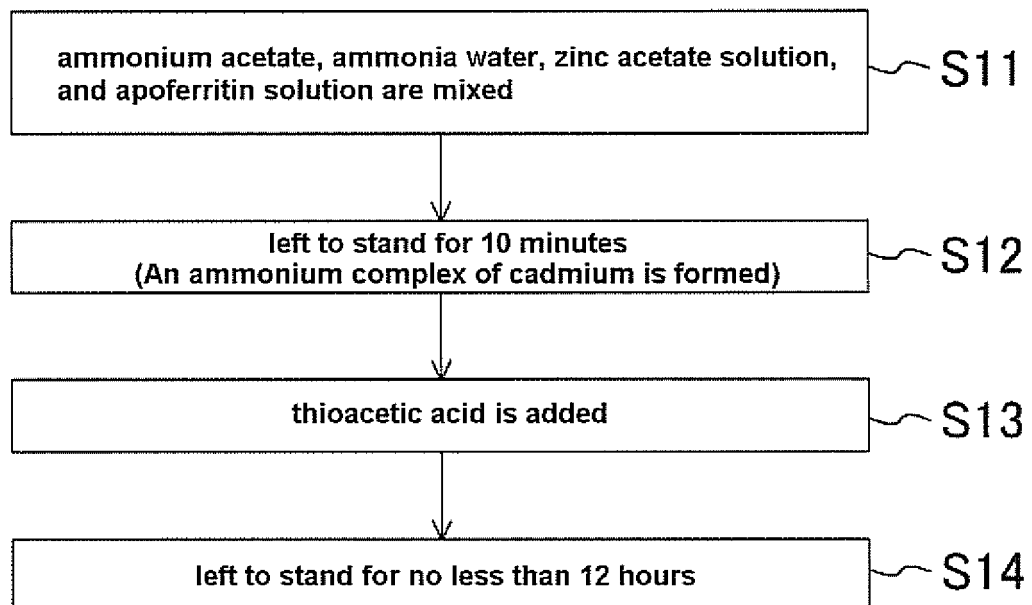 ammonium acetate, ammonia water, zinc acetate solution,
and apoferritin solution are mixed
S11
left to stand for 10 minutes
(An ammonium complex of cadmium is formed)
S12
thioacetic acid is added
S13
left to stand for no less than 12 hours
S14